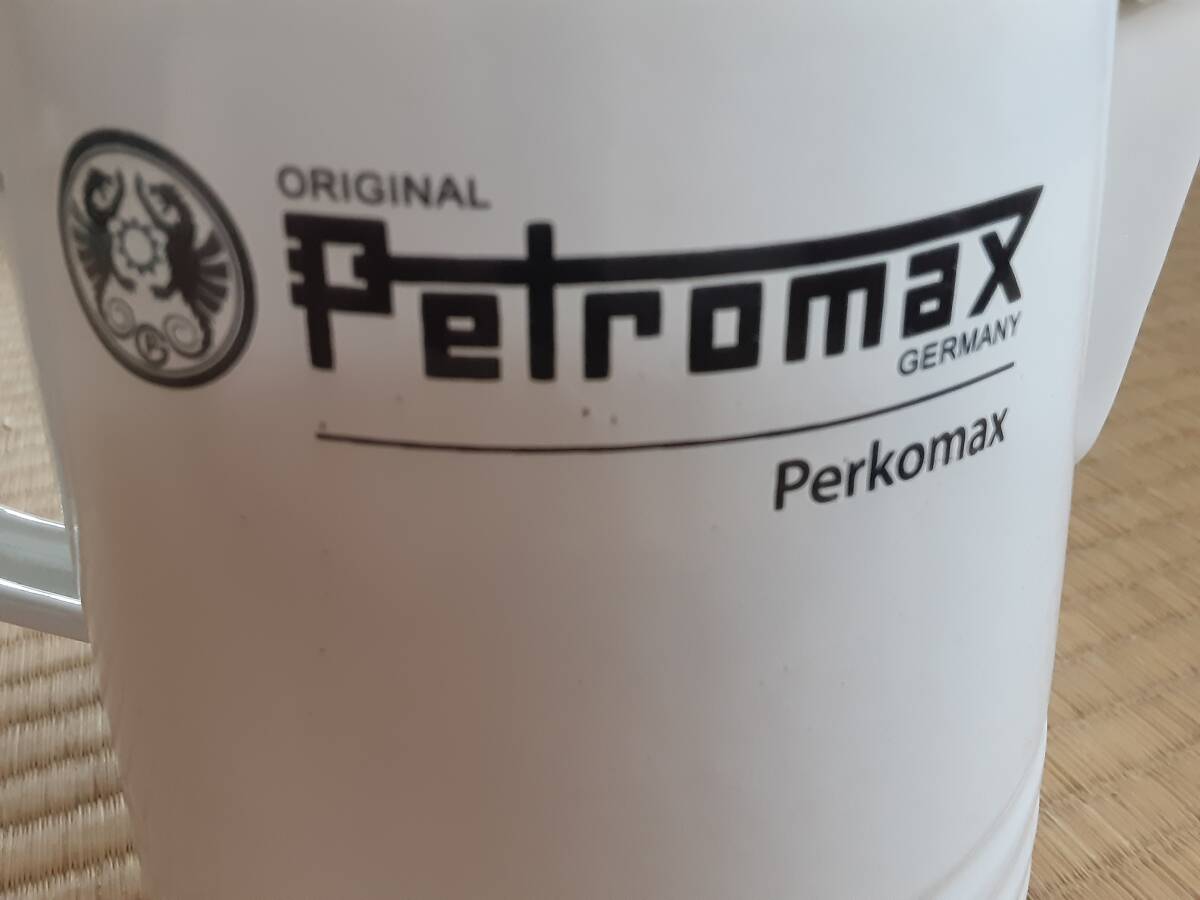 ORIGINAL
Petromax
GERMANY
Perkomax